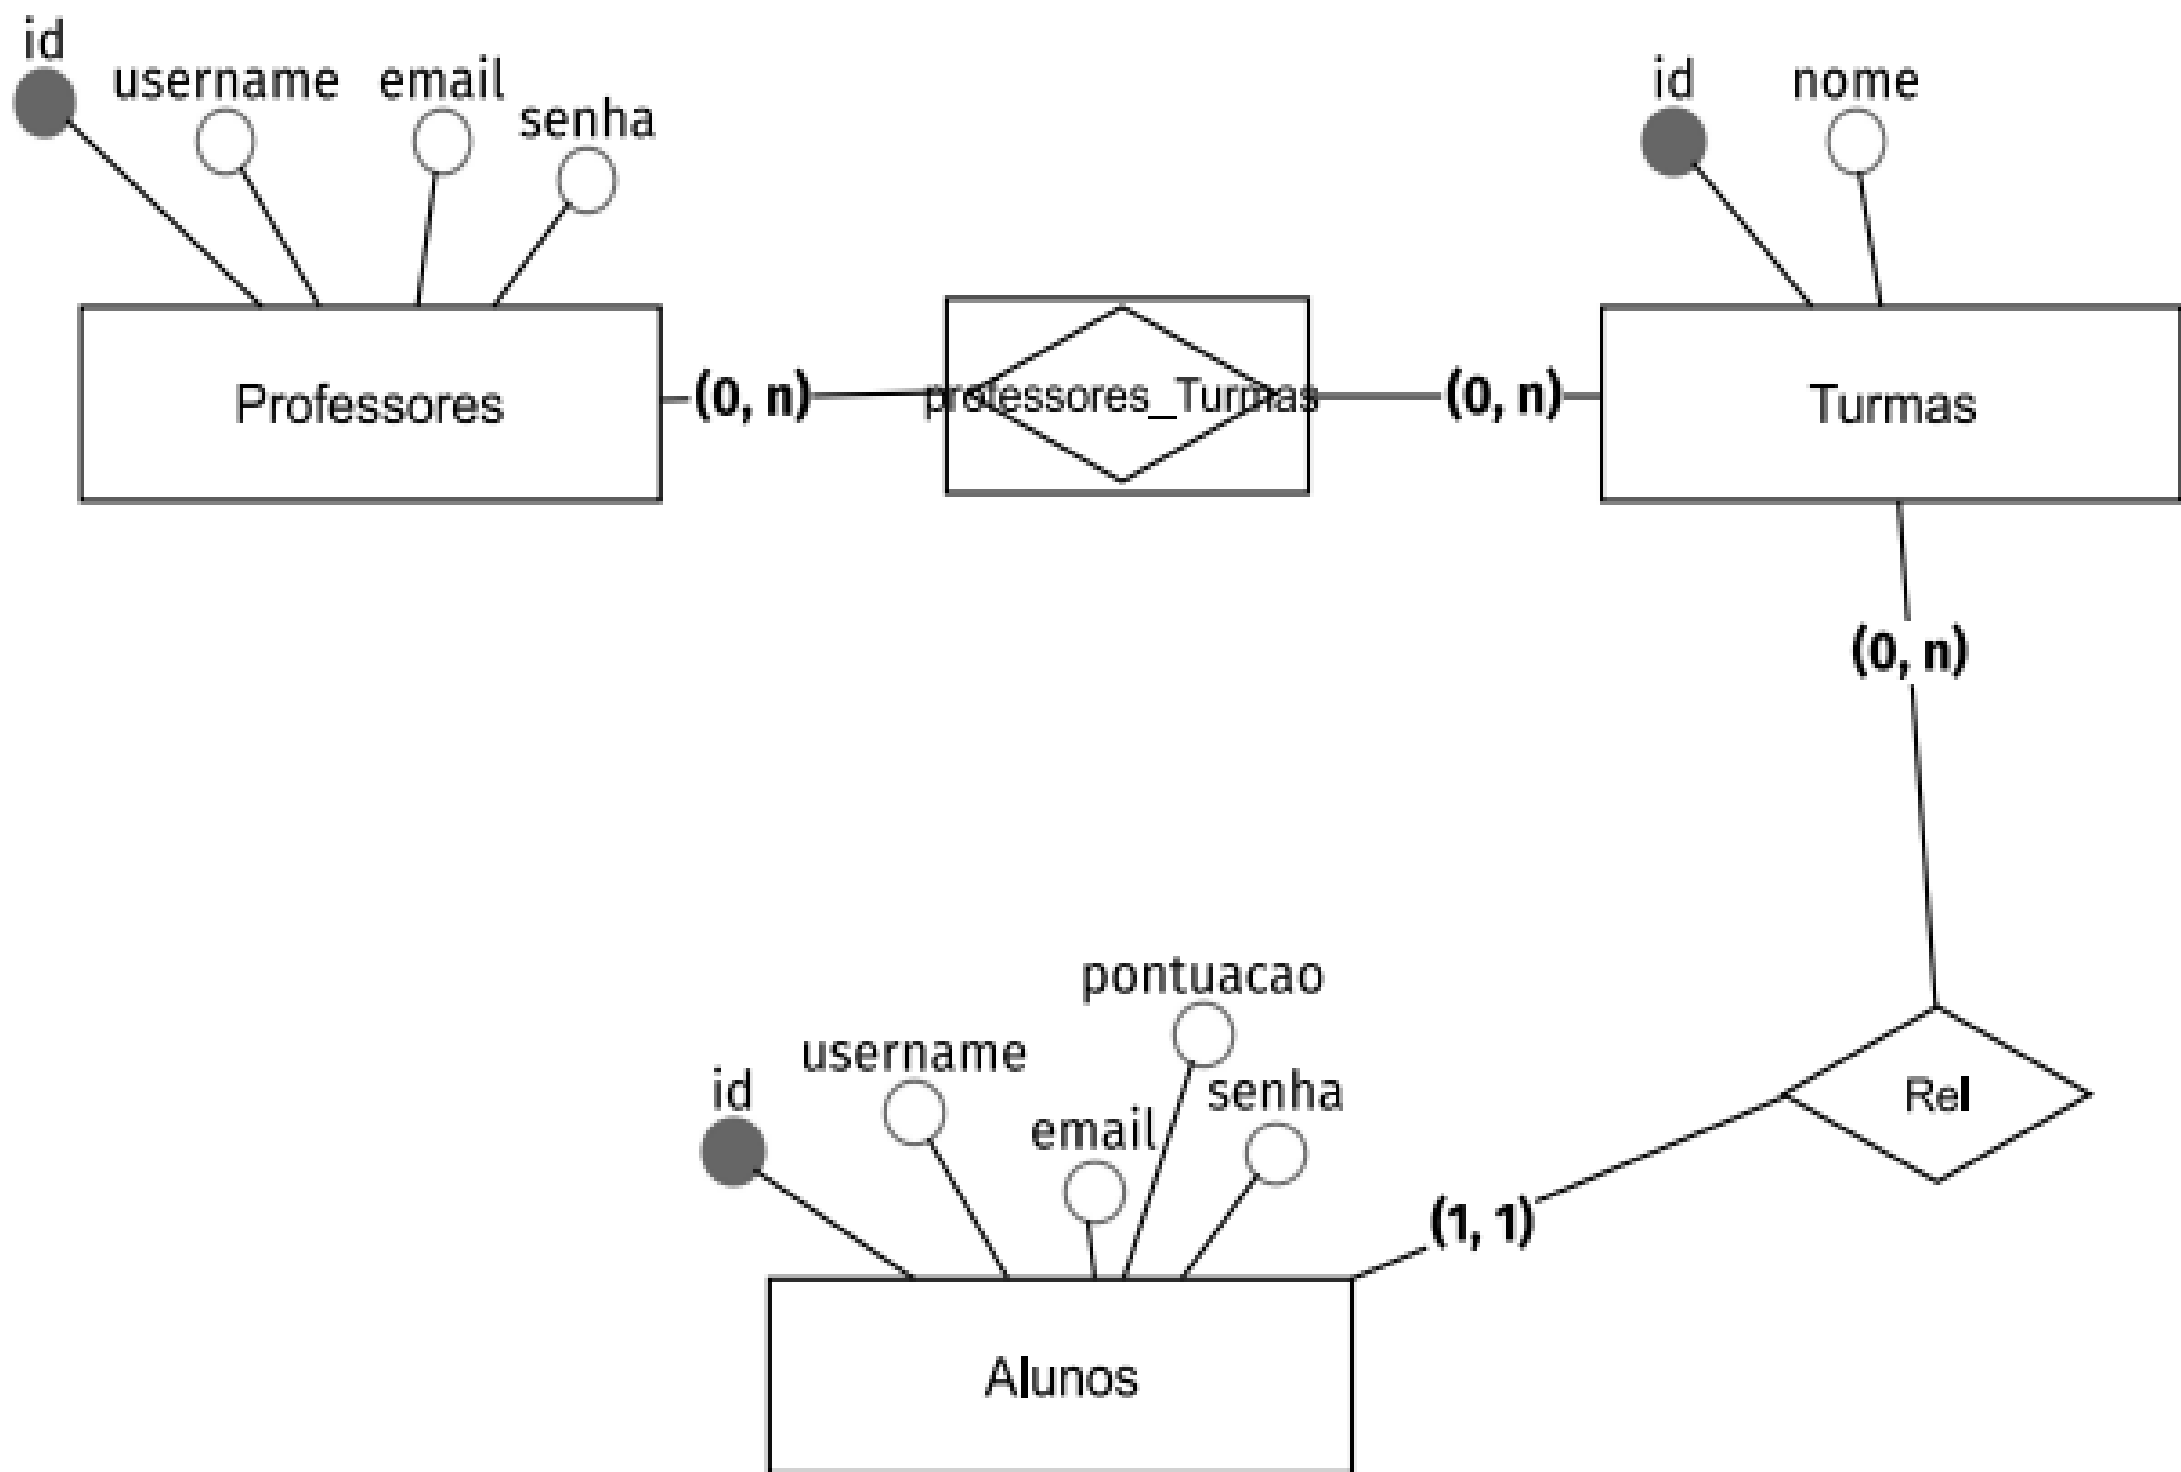 id
username
email
senha
id
nome
Professores
(0, n)
professores_Turmas
(0, n)
Turmas
(0, n)
pontuacao
username
id
email
senha
Rel
(1, 1)
Alunos